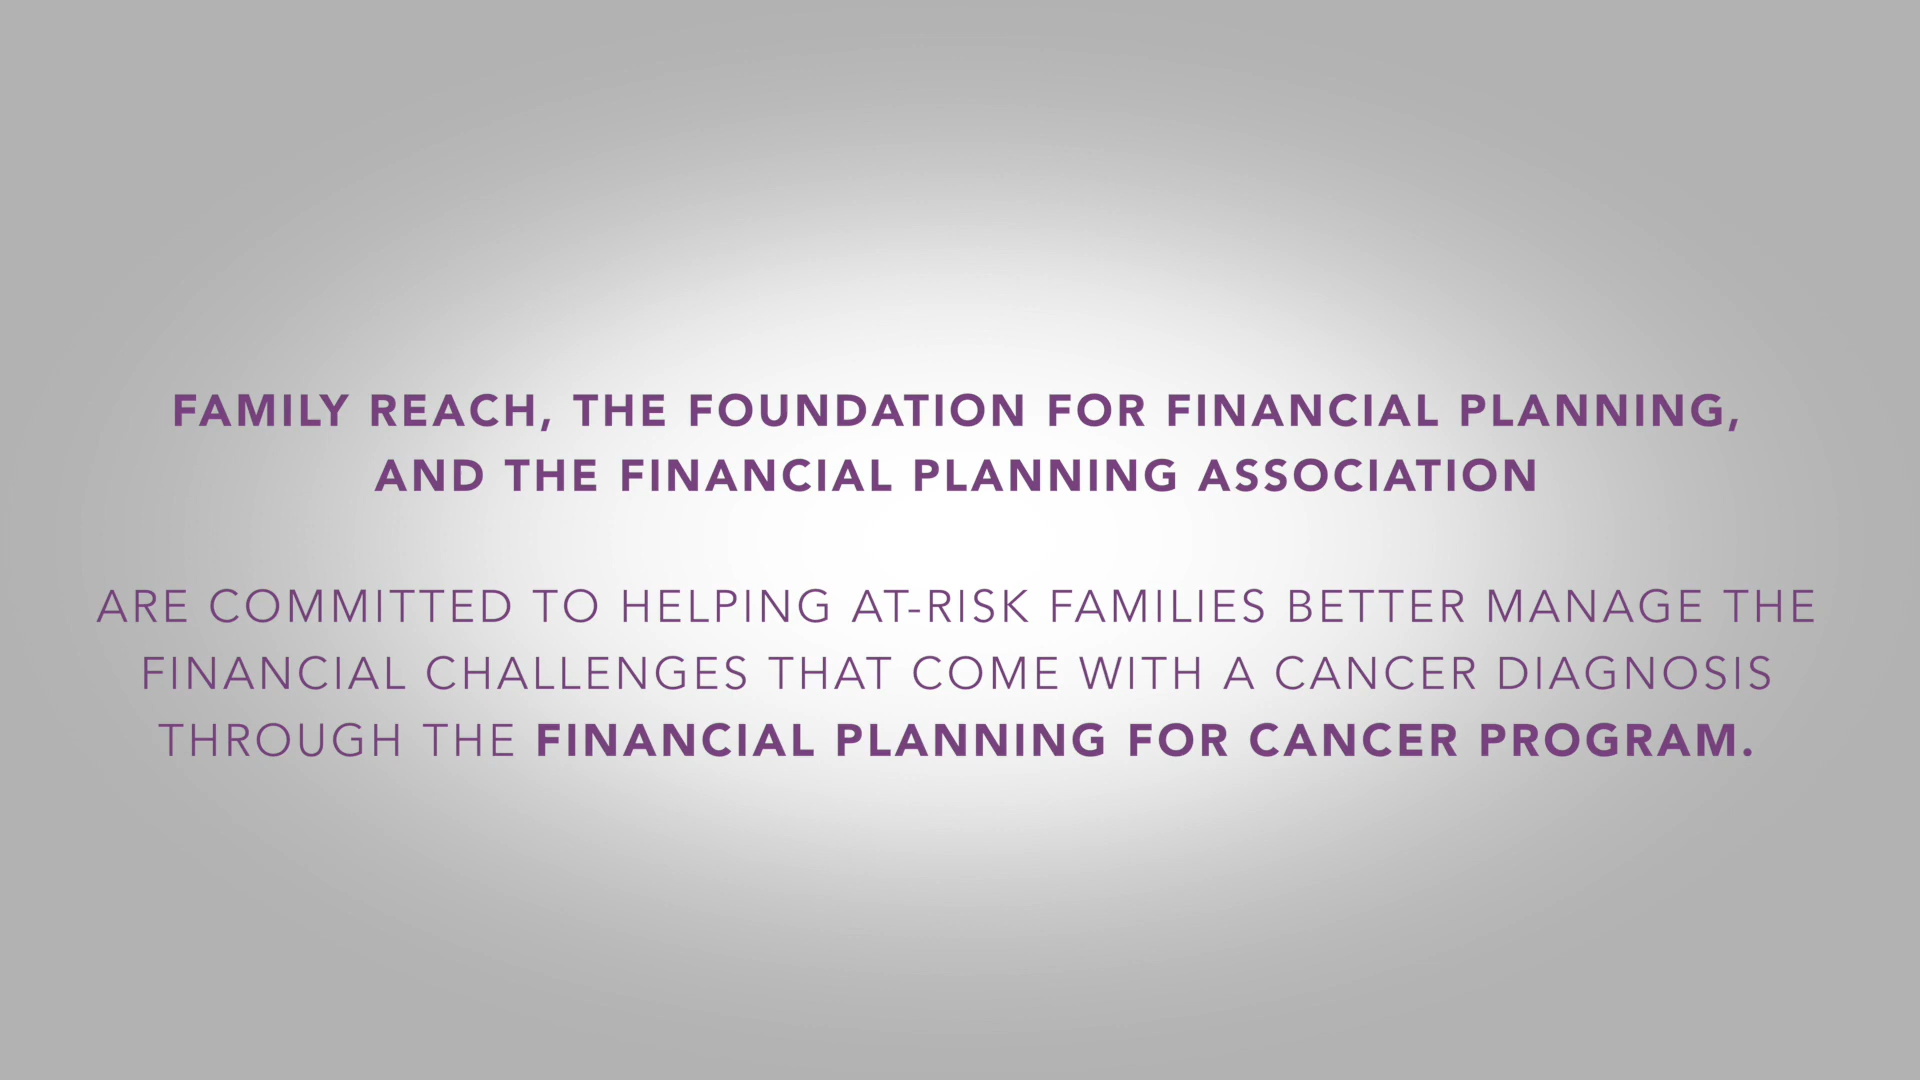 FAMILY REACH, THE FOUNDATION FOR FINANCIAL PLANNING,
AND THE FINANCIAL PLANNING ASSOCIATION
ARE COMMITTED TO HELPING AT-RISK FAMILIES BETTER MANAGE THE
FINANCIAL CHALLENGES THAT COME WITH A CANCER DIAGNOSIS
THROUGH THE FINANCIAL PLANNING FOR CANCER PROGRAM.